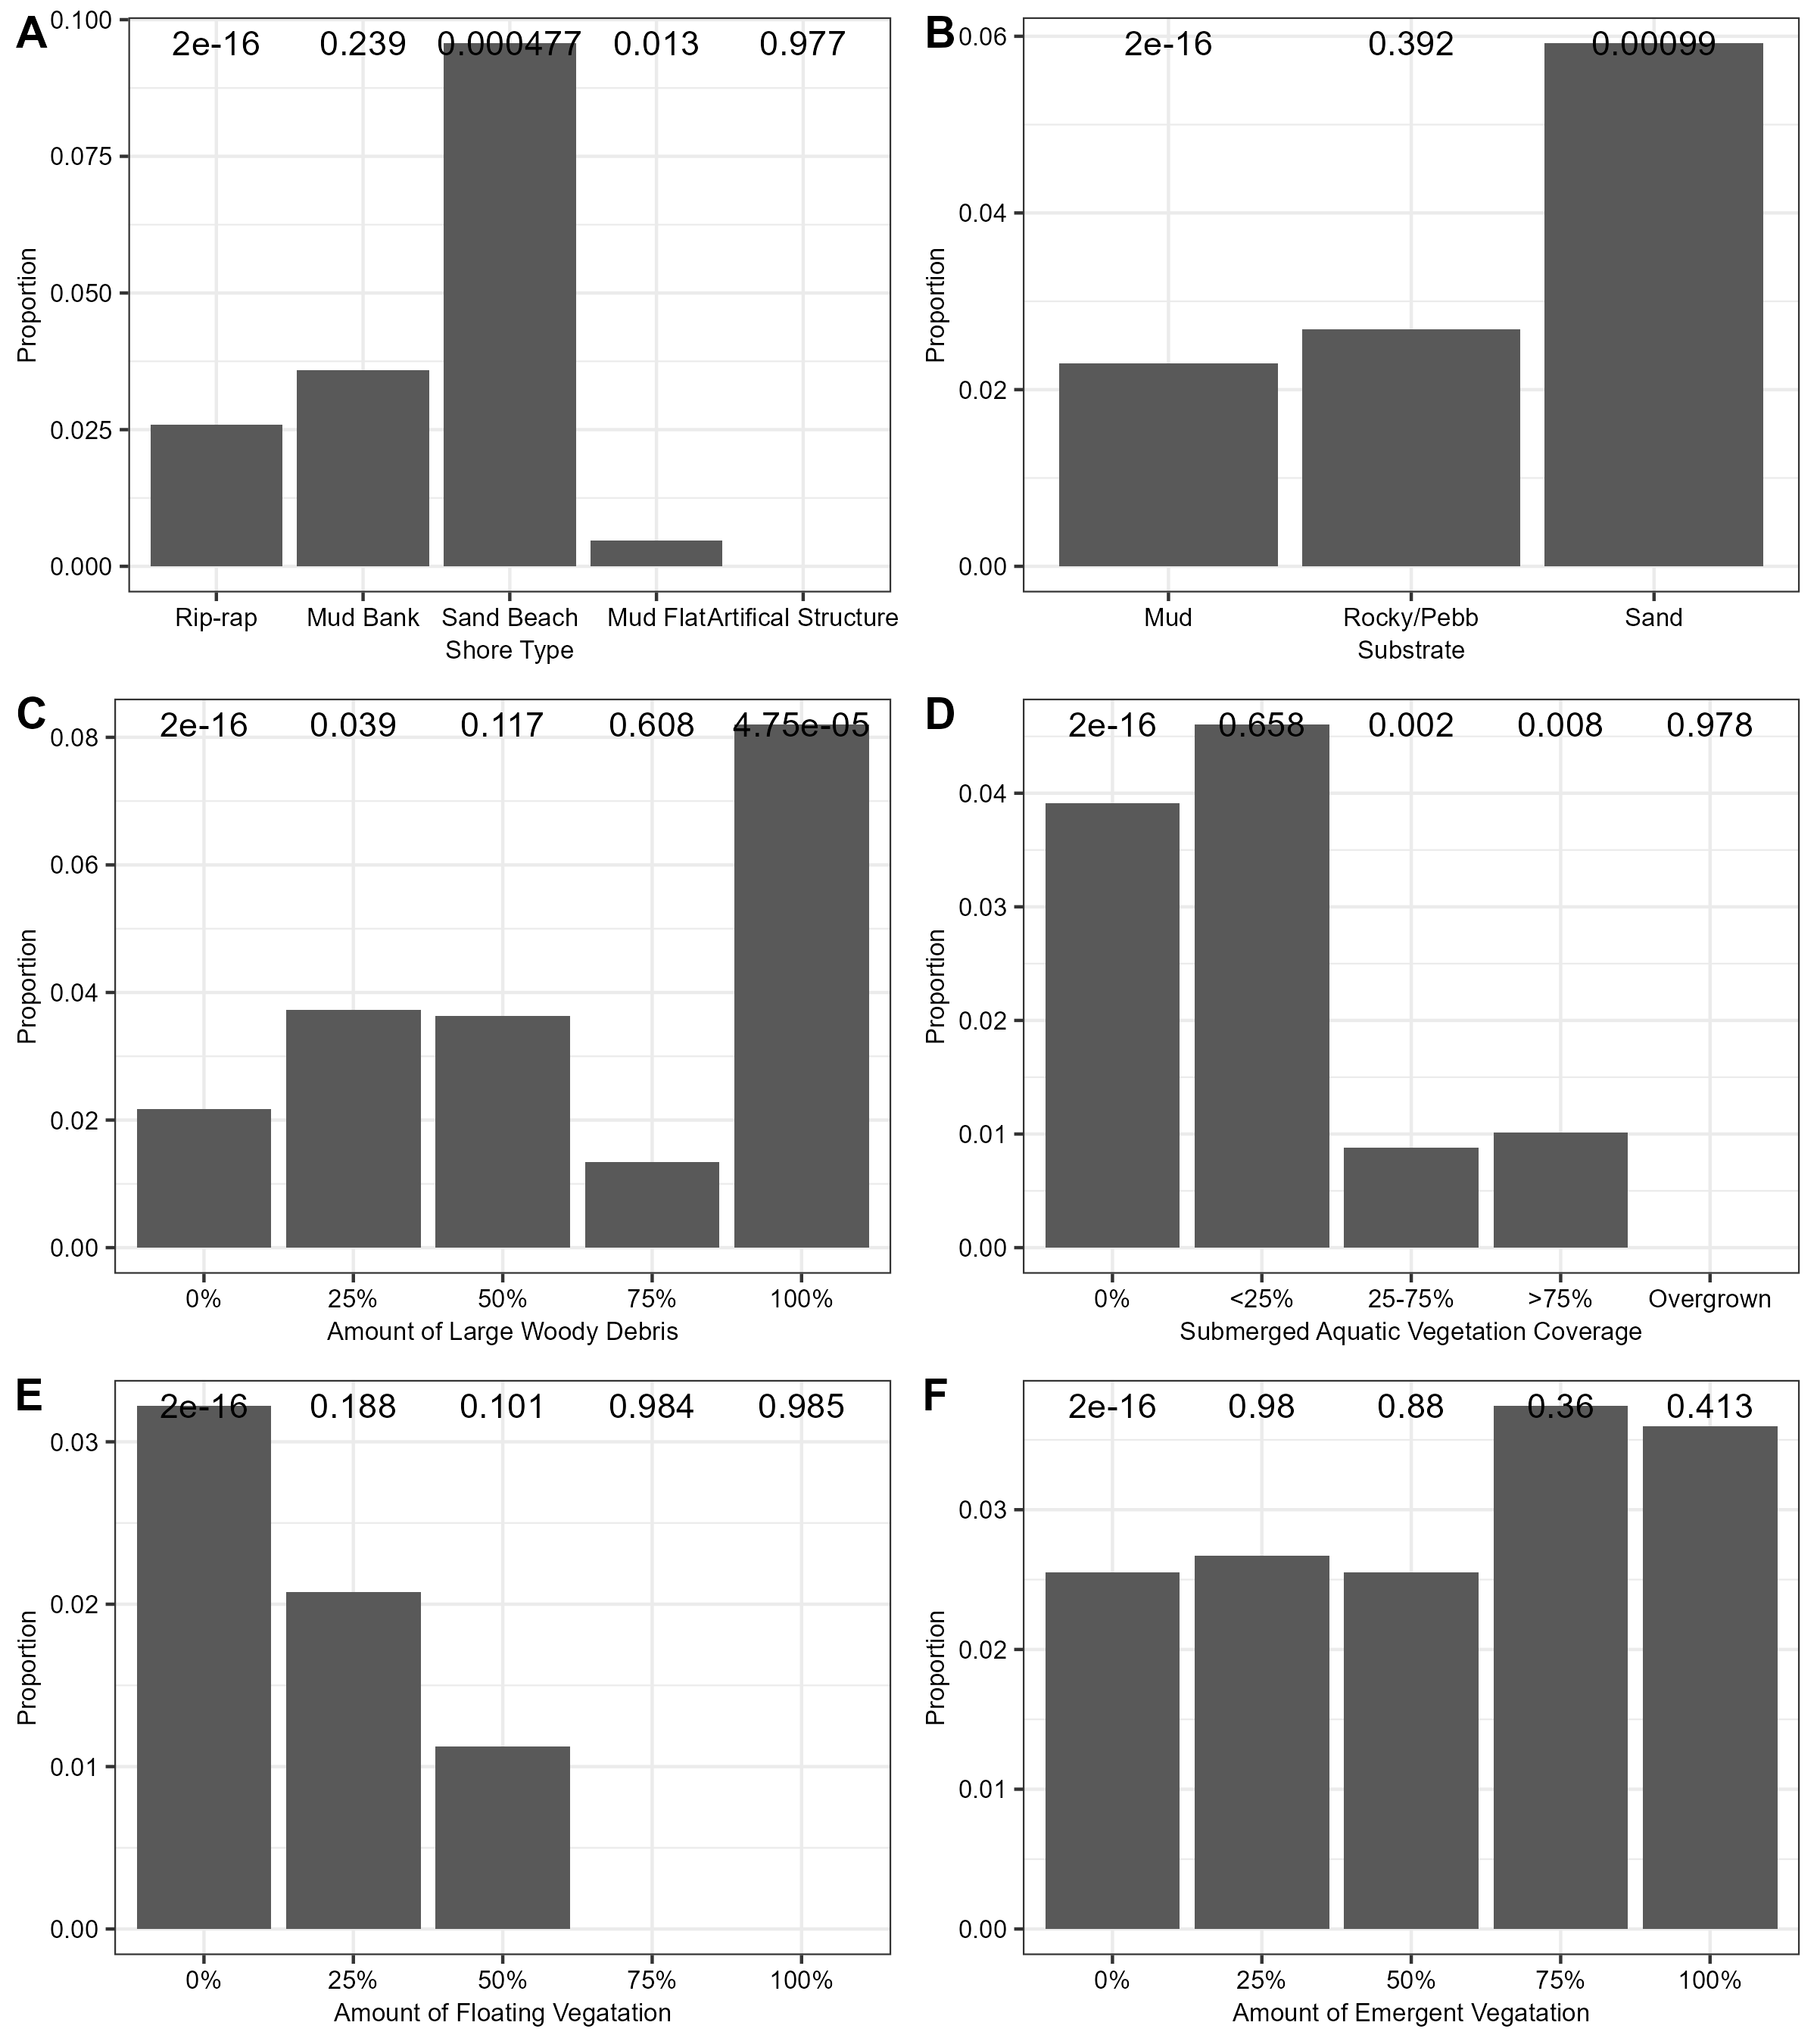 A
2e-16 0.239 0.000477 0.013 0.977
0.100
0.075
0.050
0.025
0.000
Proportion
Rip-rap Mud Bank Sand Beach Mud Flat Artifical Structure
Shore Type
B
2e-16 0.392 0.00099
0.06
0.04
0.02
0.00
Proportion
Mud Rocky/Pebb Sand
Substrate
C
2e-16 0.039 0.117 0.608 4.75e-05
0.08
0.06
0.04
0.02
0.00
Proportion
0% 25% 50% 75% 100%
Amount of Large Woody Debris
D
2e-16 0.658 0.002 0.008 0.978
0.04
0.03
0.02
0.01
0.00
Proportion
0% <25% 25-75% >75% Overgrown
Submerged Aquatic Vegetation Coverage
E
2e-16 0.188 0.101 0.984 0.985
0.03
0.02
0.01
0.00
Proportion
0% 25% 50% 75% 100%
Amount of Floating Vegatation
F
2e-16 0.98 0.88 0.36 0.413
0.03
0.02
0.01
0.00
Proportion
0% 25% 50% 75% 100%
Amount of Emergent Vegatation